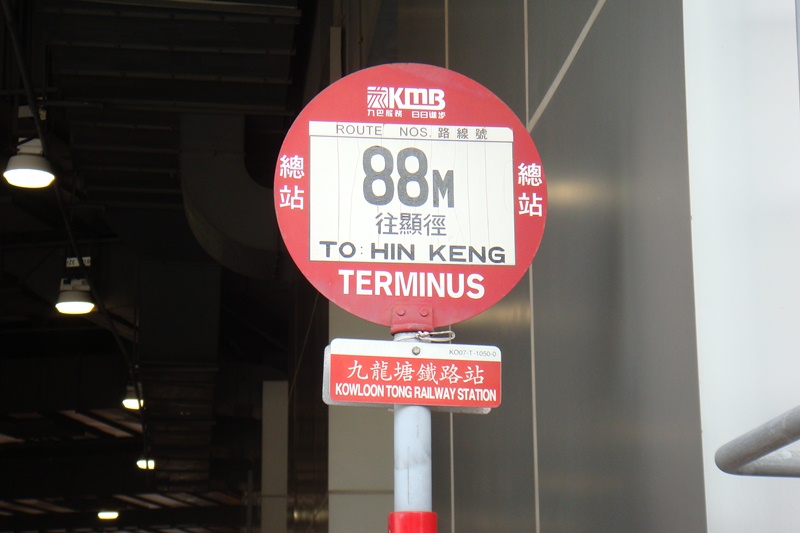 KMB
九巴服務 日日進步
ROUTE NOS. 路線號
總站
88M
總站
往顯徑
TO: HIN KENG
TERMINUS
KO07-T-1050-0
九龍塘鐵路站
KOWLOON TONG RAILWAY STATION